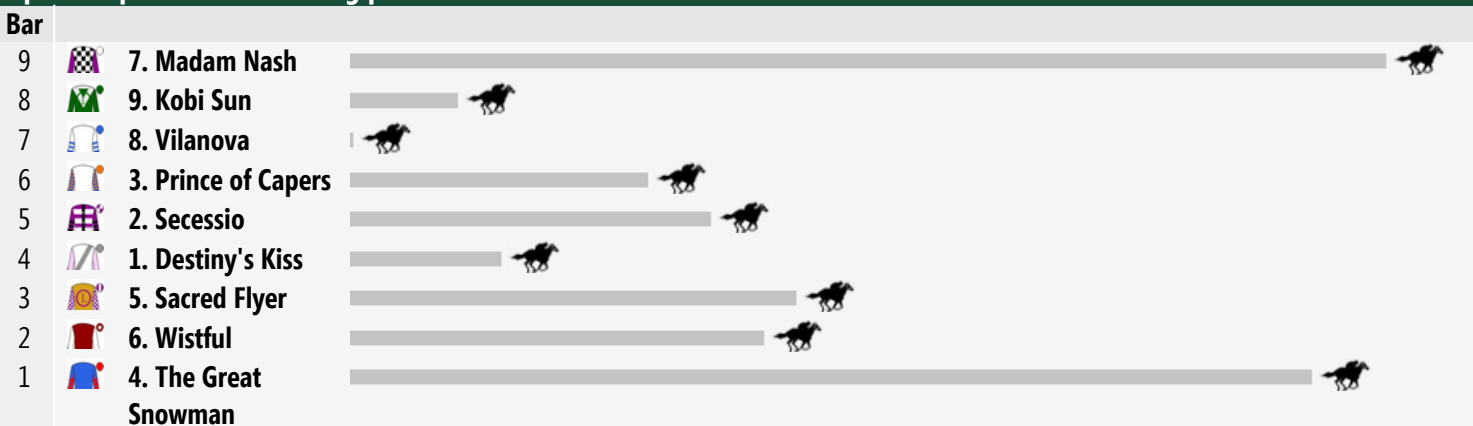 Bar
9 7. Madam Nash
8 9. Kobi Sun
7 8. Vilanova
6 3. Prince of Capers
5 2. Secessio
4 1. Destiny's Kiss
3 5. Sacred Flyer
2 6. Wistful
1 4. The Great
Snowman